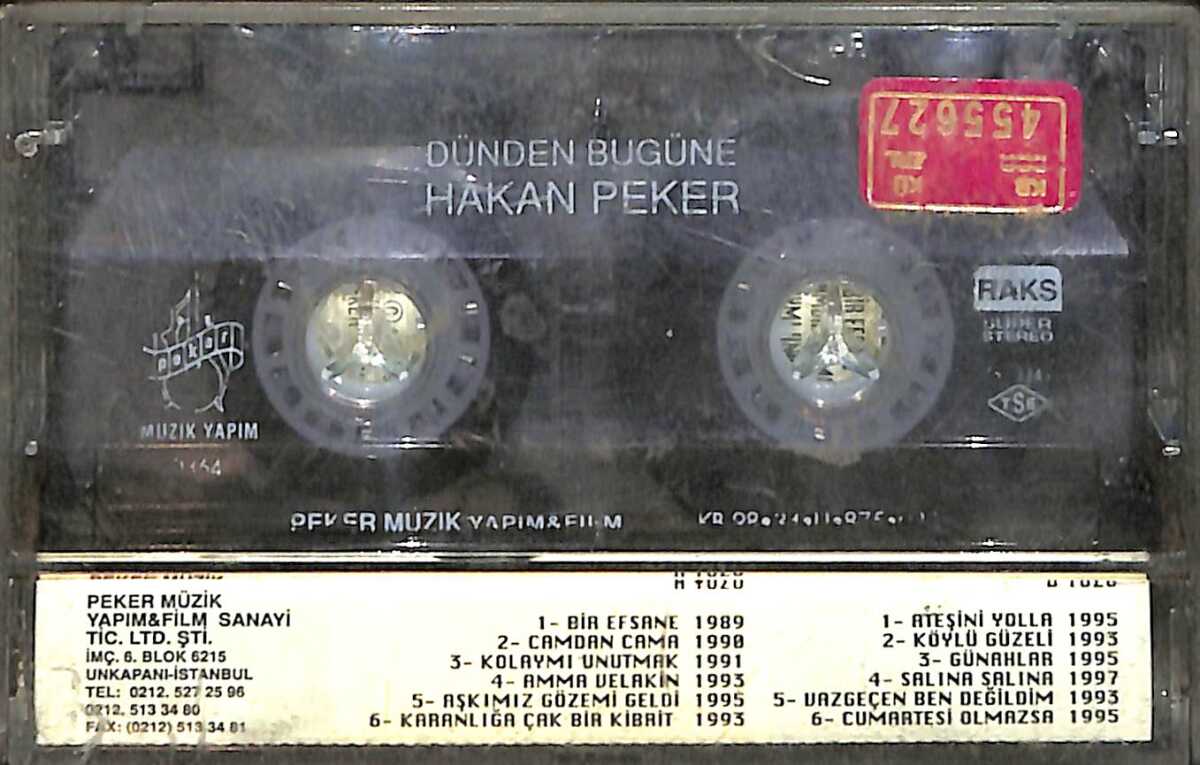 455627
DÜNDEN BUGÜNE
HAKAN PEKER
RAKS
STEREO
TSE
peker
MÜZİK YAPIM
PEKER MÜZİK YAPIM&FİLM
PEKER MÜZİK
YAPIM&FİLM SANAYİ
TİC. LTD. ŞTİ.
İMÇ. 6. BLOK 6215
UNKAPANI-İSTANBUL
TEL: 0212. 527 25 96
0212. 513 34 80
FAX: (0212) 513 34 81
A YÜZÜ
1- BİR EFSANE 1989
2- CAMDAN CAMA 1990
3- KOLAYMI UNUTMAK 1991
4- AMMA VELAKİN 1993
5- AŞKIMIZ GÖZEMİ GELDİ 1995
6- KARANLIĞA ÇAK BİR KİBRİT 1993
B YÜZÜ
1- ATEŞİNİ YOLLA 1995
2- KÖYLÜ GÜZELİ 1993
3- GÜNAHLAR 1995
4- SALINA SALINA 1997
5- VAZGEÇEN BEN DEĞİLDİM 1993
6- CUMARTESİ OLMAZSA 1995